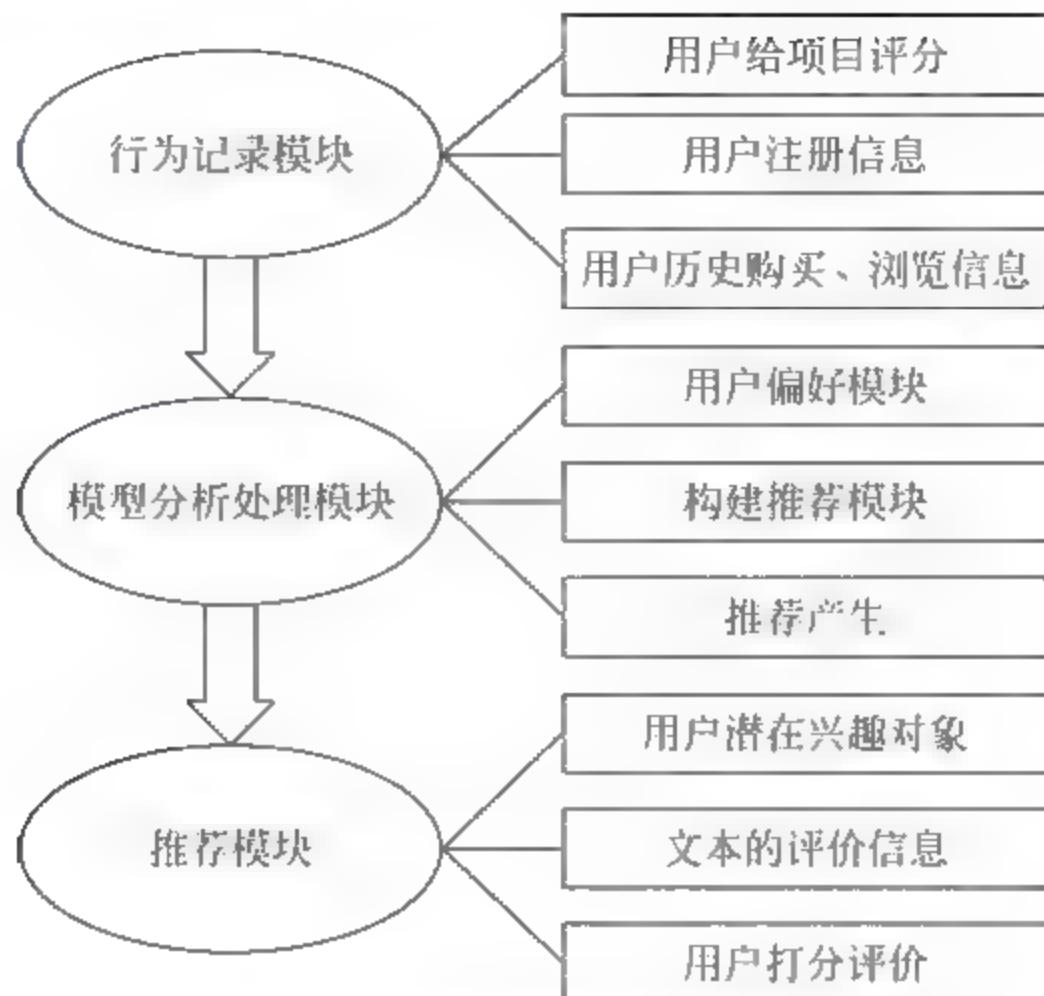 用户给项目评分
行为记录模块
用户注册信息
用户历史购买、浏览信息
用户偏好模块
模型分析处理模块
构建推荐模块
推荐产生
用户潜在兴趣对象
推荐模块
文本的评价信息
用户打分评价